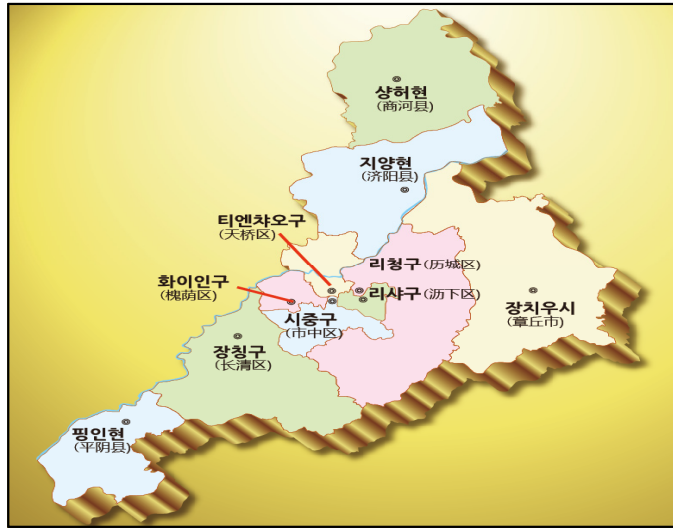 샹허현
(商河县)
지양현
(济阳县)
티엔챠오구
(天桥区)
리청구(历城区)
화이인구
(槐荫区)
리샤구(沥下区)
시중구
(市中区)
장치우시
(章丘市)
장칭구
(长清区)
핑인현
(平阴县)